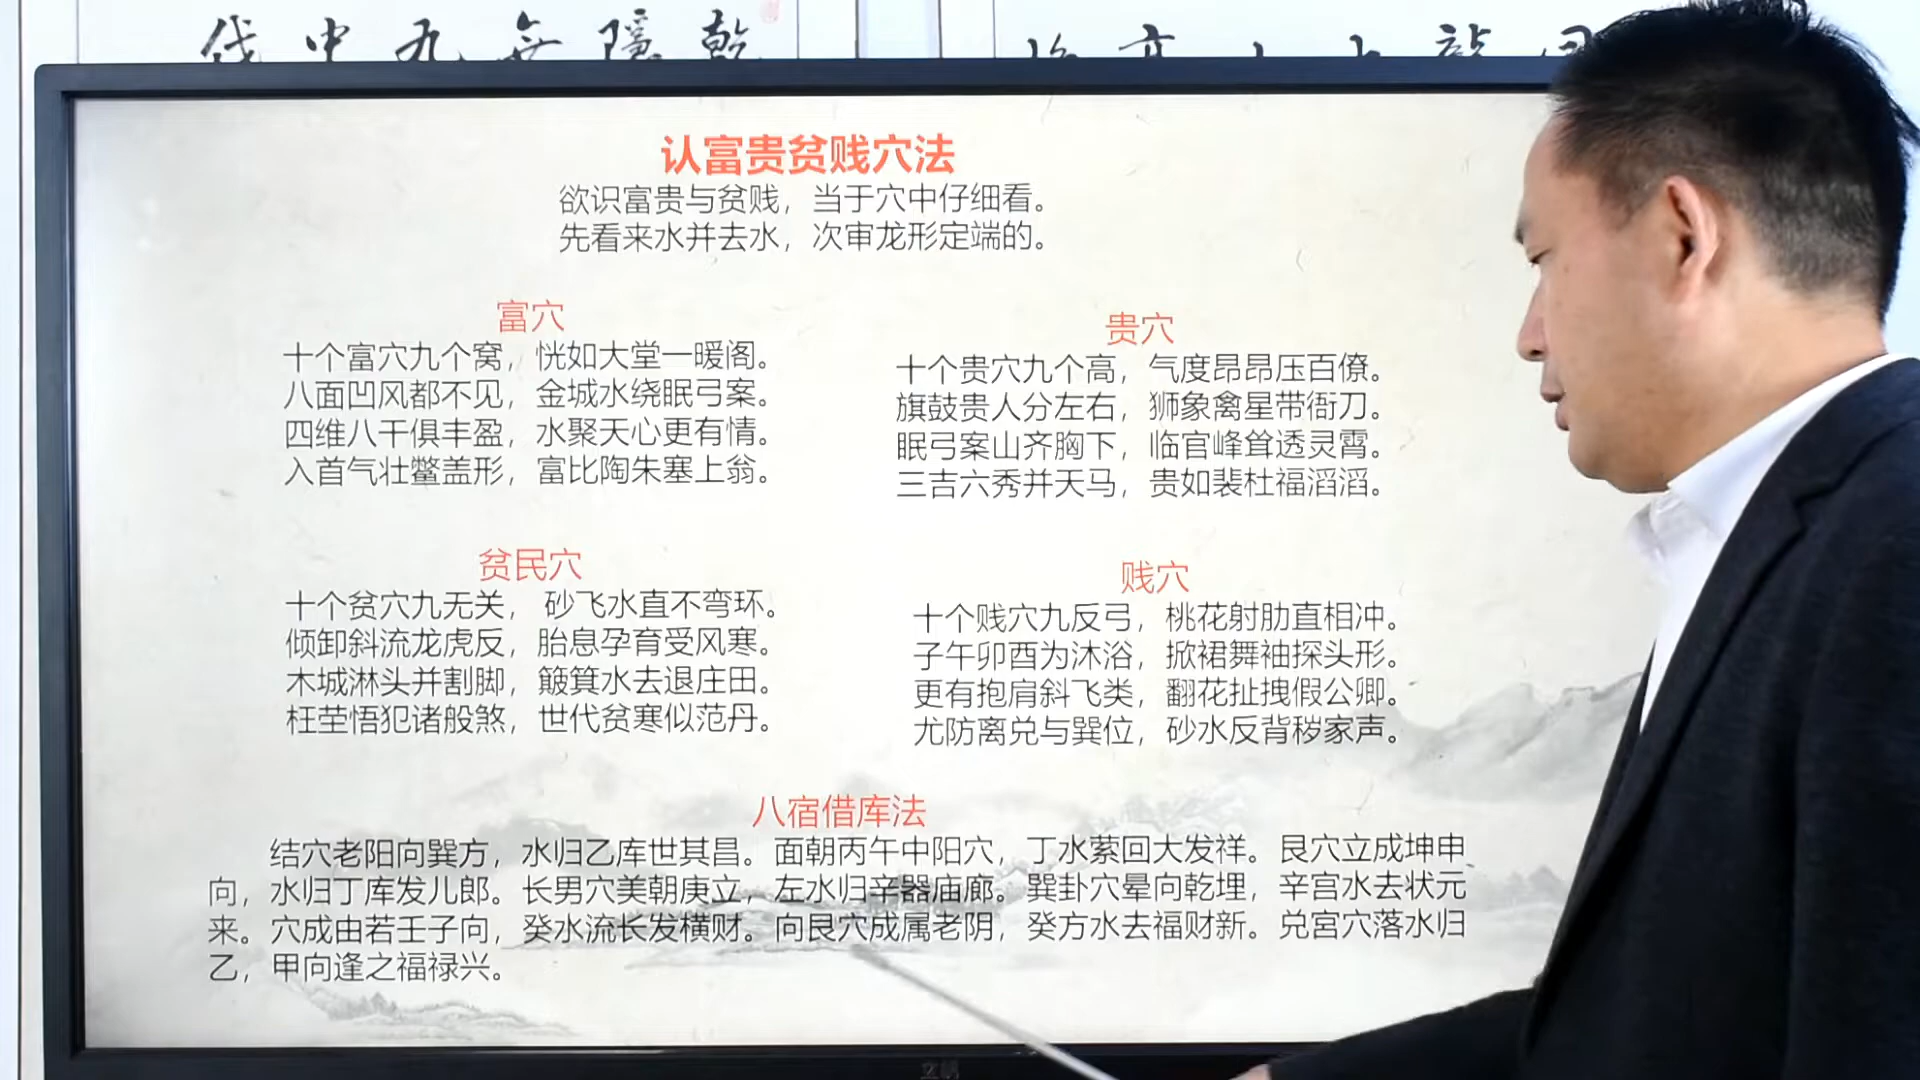 伐中九無隱乾
龍
认富贵贫贱穴法
欲识富贵与贫贱，当于穴中仔细看。
先看来水并去水，次审龙形定端的。
富穴
十个富穴九个窝，恍如大堂一暖阁。
八面凹风都不见，金城水绕眠弓案。
四维八干俱丰盈，水聚天心更有情。
入首气壮鳖盖形，富比陶朱塞上翁。
贵穴
十个贵穴九个高，气度昂昂压百僚。
旗鼓贵人分左右，狮象禽星带衙刀。
眠弓案山齐胸下，临官峰耸透灵霄。
三吉六秀并天马，贵如裴杜福滔滔。
贫民穴
十个贫穴九无关， 砂飞水直不弯环。
倾卸斜流龙虎反，胎息孕育受风寒。
木城淋头并割脚，簸箕水去退庄田。
枉茔悟犯诸般煞，世代贫寒似范丹。
贱穴
十个贱穴九反弓，桃花射肋直相冲。
子午卯酉为沐浴，掀裙舞袖探头形。
更有抱肩斜飞类，翻花扯拽假公卿。
尤防离兑与巽位，砂水反背秽家声。
八宿借库法
结穴老阳向巽方，水归乙库世其昌。面朝丙午中阳穴，丁水萦回大发祥。艮穴立成坤申
向，水归丁库发儿郎。长男穴美朝庚立，左水归辛器庙廊。巽卦穴晕向乾埋，辛宫水去状元
来。穴成由若壬子向，癸水流长发横财。向艮穴成属老阴，癸方水去福财新。兑宫穴落水归
乙，甲向逢之福禄兴。